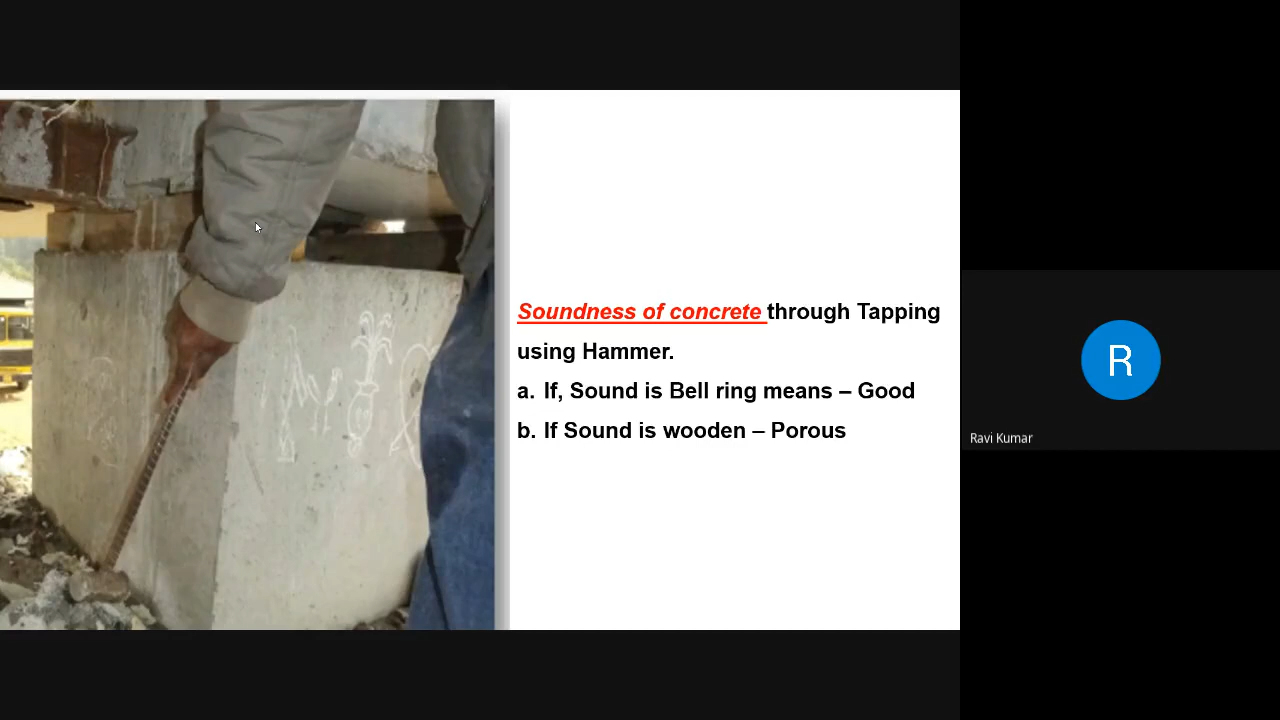 Soundness of concrete through Tapping
using Hammer.
a. If, Sound is Bell ring means – Good
b. If Sound is wooden – Porous
R
Ravi Kumar